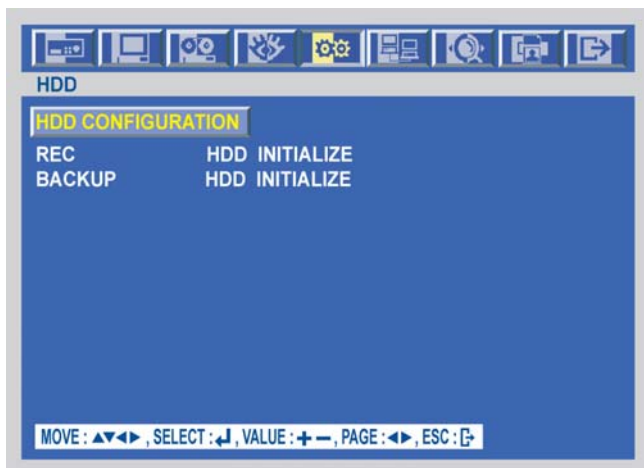 HDD
HDD CONFIGURATION
REC HDD INITIALIZE
BACKUP HDD INITIALIZE
MOVE : ▲▼◀▶ , SELECT : ↵ , VALUE : + − , PAGE : ◀▶ , ESC :